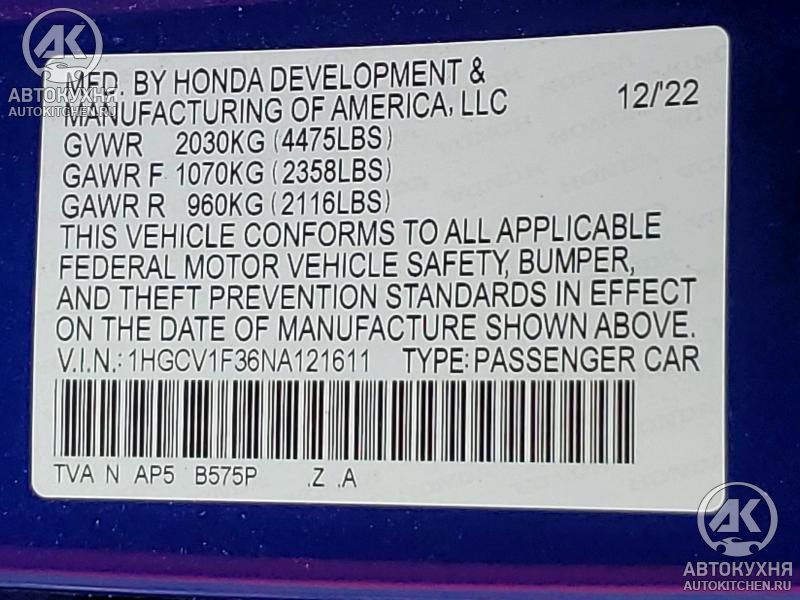 АК
АВТОКУХНЯ
AUTOKITCHEN.RU
MFD. BY HONDA DEVELOPMENT &
MANUFACTURING OF AMERICA, LLC 12/'22
GVWR 2030KG (4475LBS)
GAWR F 1070KG (2358LBS)
GAWR R 960KG (2116LBS)
THIS VEHICLE CONFORMS TO ALL APPLICABLE
FEDERAL MOTOR VEHICLE SAFETY, BUMPER,
AND THEFT PREVENTION STANDARDS IN EFFECT
ON THE DATE OF MANUFACTURE SHOWN ABOVE.
V.I.N.: 1HGCV1F36NA121611 TYPE: PASSENGER CAR
TVA N AP5 B575P .Z .A
АК
АВТОКУХНЯ
AUTOKITCHEN.RU